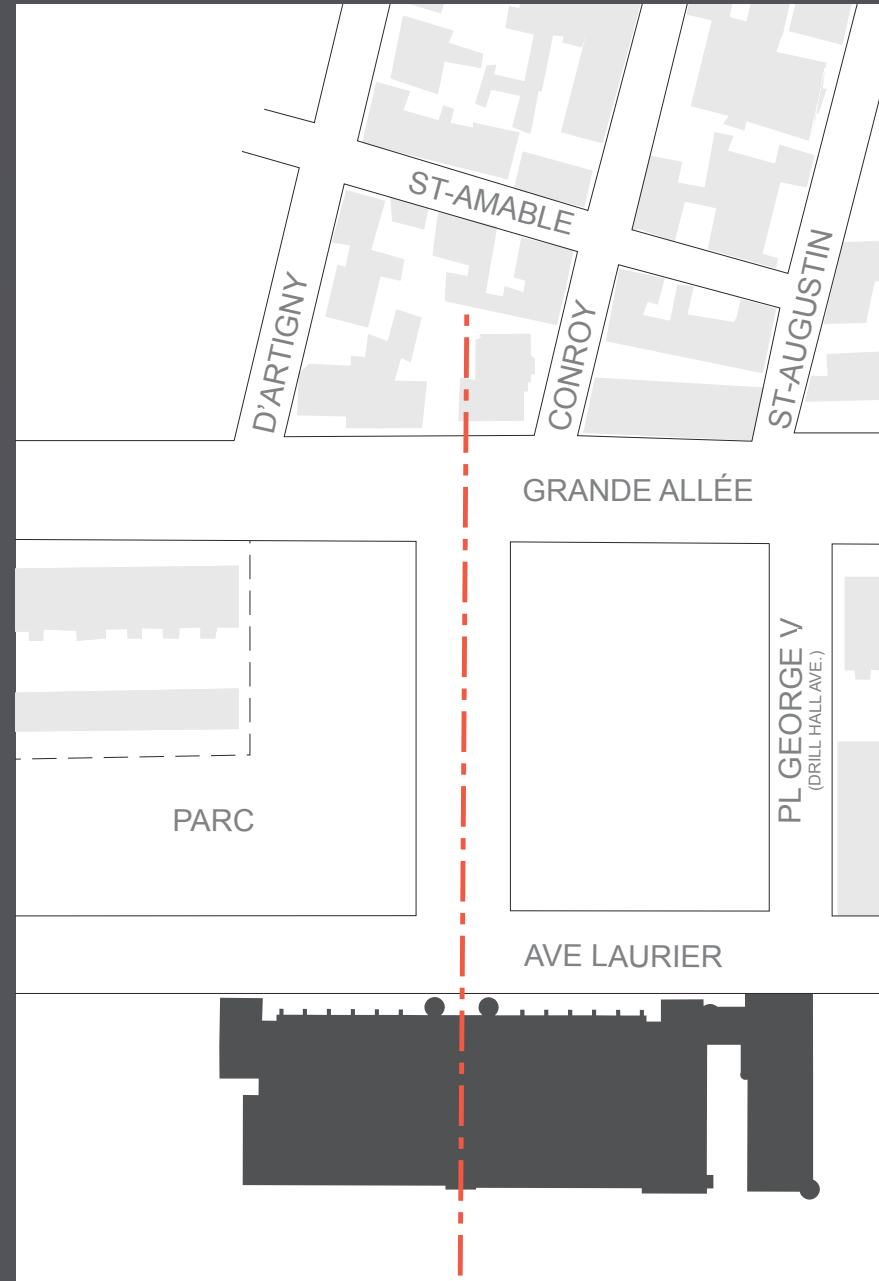 ST-AMABLE
D'ARTIGNY
CONROY
ST-AUGUSTIN
GRANDE ALLÉE
PL GEORGE V
(DRILL HALL AVE.)
PARC
AVE LAURIER